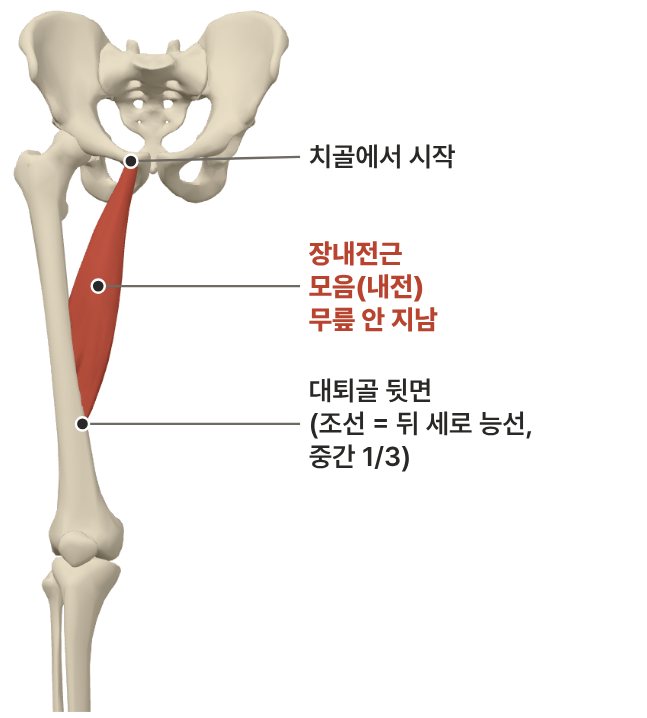 치골에서 시작
장내전근
모음(내전)
무릎 안 지남
대퇴골 뒷면
(조선 = 뒤 세로 능선,
중간 1/3)